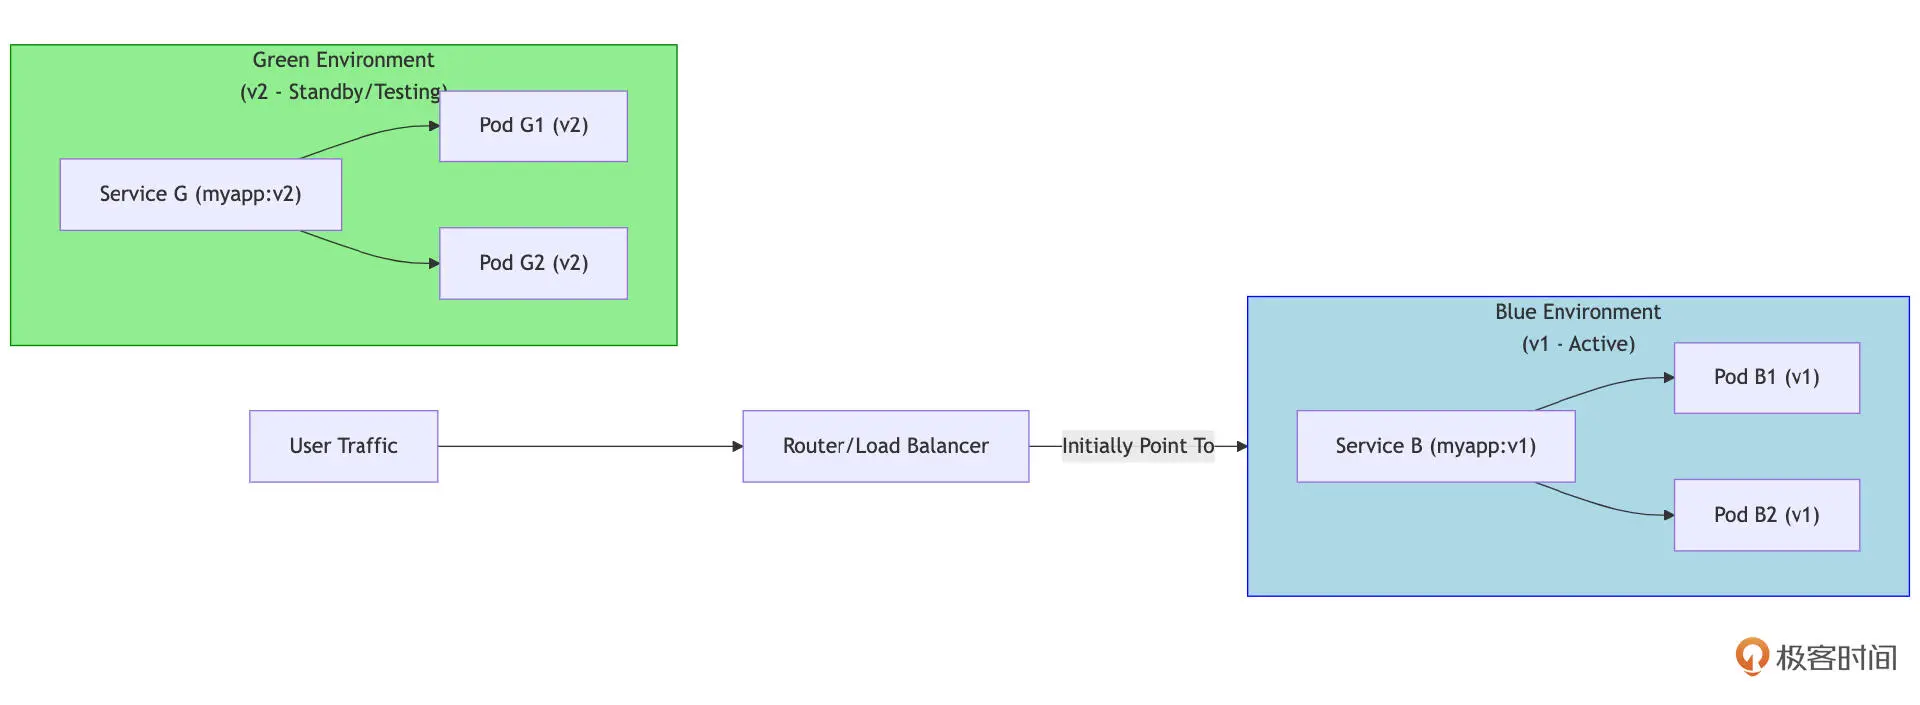 Green Environment
(v2 - Standby/Testing)
Pod G1 (v2)
Service G (myapp:v2)
Pod G2 (v2)
Blue Environment
(v1 - Active)
Pod B1 (v1)
User Traffic
Router/Load Balancer
Initially Point To
Service B (myapp:v1)
Pod B2 (v1)
极客时间